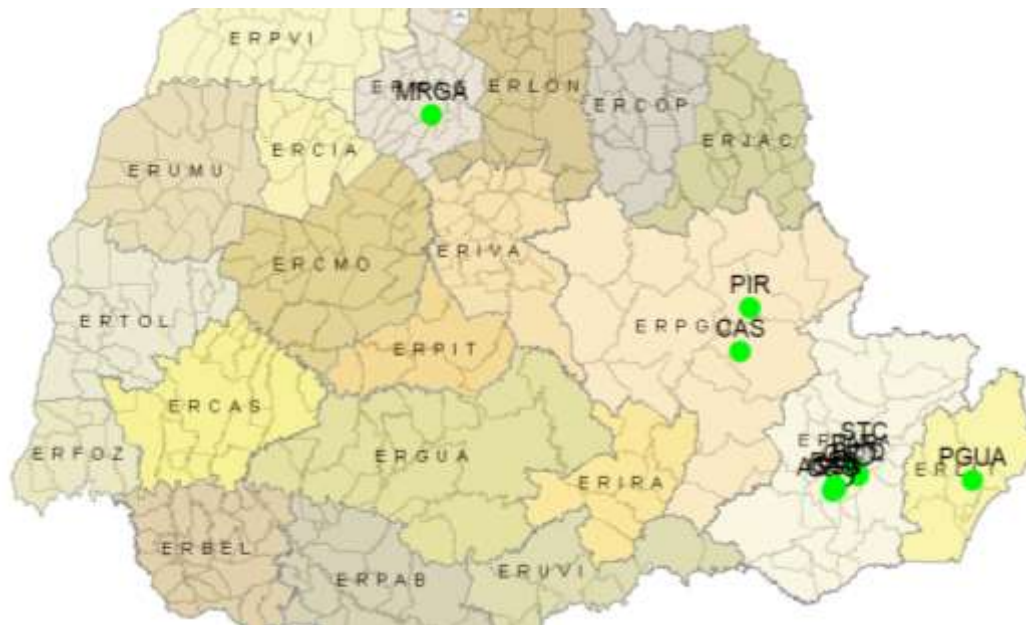 ERPVI
MRGA
ERLON
ERCOP
ERJAC
ERCIA
ERUMU
ERIVA
ERCMO
PIR
ERTOL
CAS
ERPIT
ERCAS
STC
ERFOZ
ERGUA
PGUA
ERIRA
ERBEL
ERPAB
ERUVI